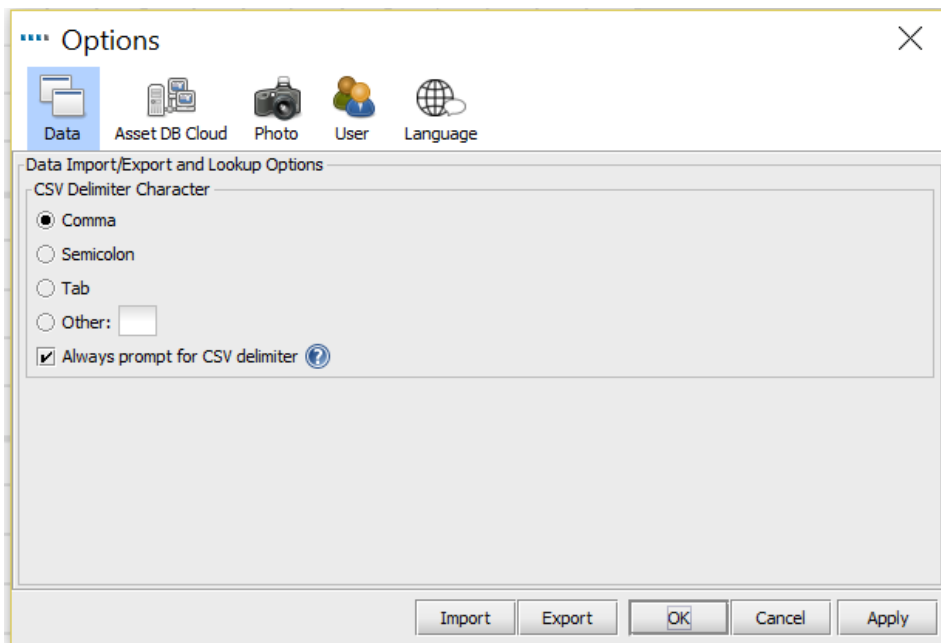 Options
Data Asset DB Cloud Photo User Language
Data Import/Export and Lookup Options
CSV Delimiter Character
Comma
Semicolon
Tab
Other:
Always prompt for CSV delimiter ?
Import Export OK Cancel Apply